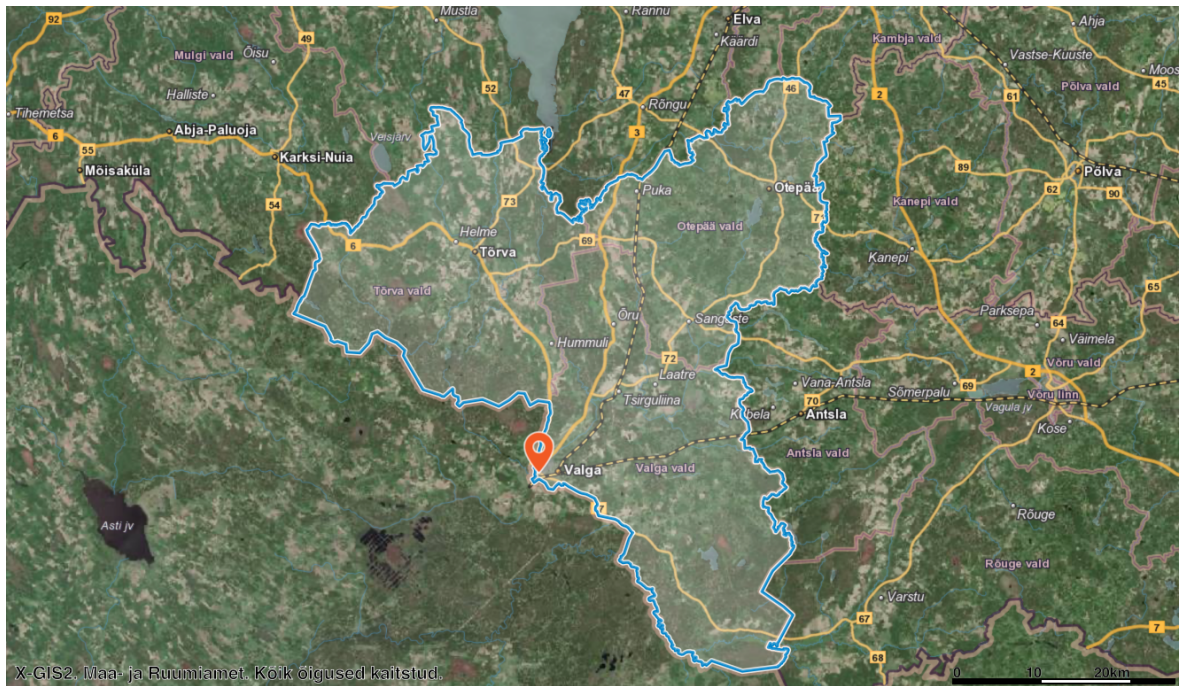 92
Mustla
Rannu
Elva
Käärdi
Ahja
Kambja vald
49
Õisu
Mulgi vald
Vastse-Kuuste
Moos
52
47
46
2
61
45
Põlva vald
Halliste
Rõngu
Tihemetsa
6
Abja-Paluoja
3
55
Veisjärv
Karksi-Nuia
Mõisaküla
89
Põlva
62
90
Puka
Otepää
54
73
Kanepi vald
71
Otepää vald
Helme
6
69
Tõrva
Kanepi
65
Tõrva vald
Õru
Sangaste
Parksepa
64
Väimela
Hummuli
72
Võru vald
2
Laatre
Vana-Antsla
69
Sõmerpalu
Tsirguliina
70
Võru linn
Kobela
Antsla
Vagula jv
Kose
Antsla vald
Valga
Valga vald
7
Asti jv
Rõuge
Rõuge vald
Varstu
67
7
68
X-GIS2. Maa- ja Ruumiamet. Kõik õigused kaitstud.
0 10 20km